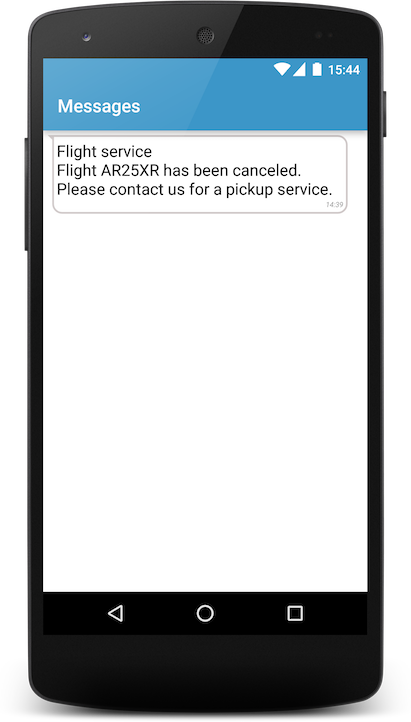 15:44
Messages
Flight service
Flight AR25XR has been canceled.
Please contact us for a pickup service.
14:39